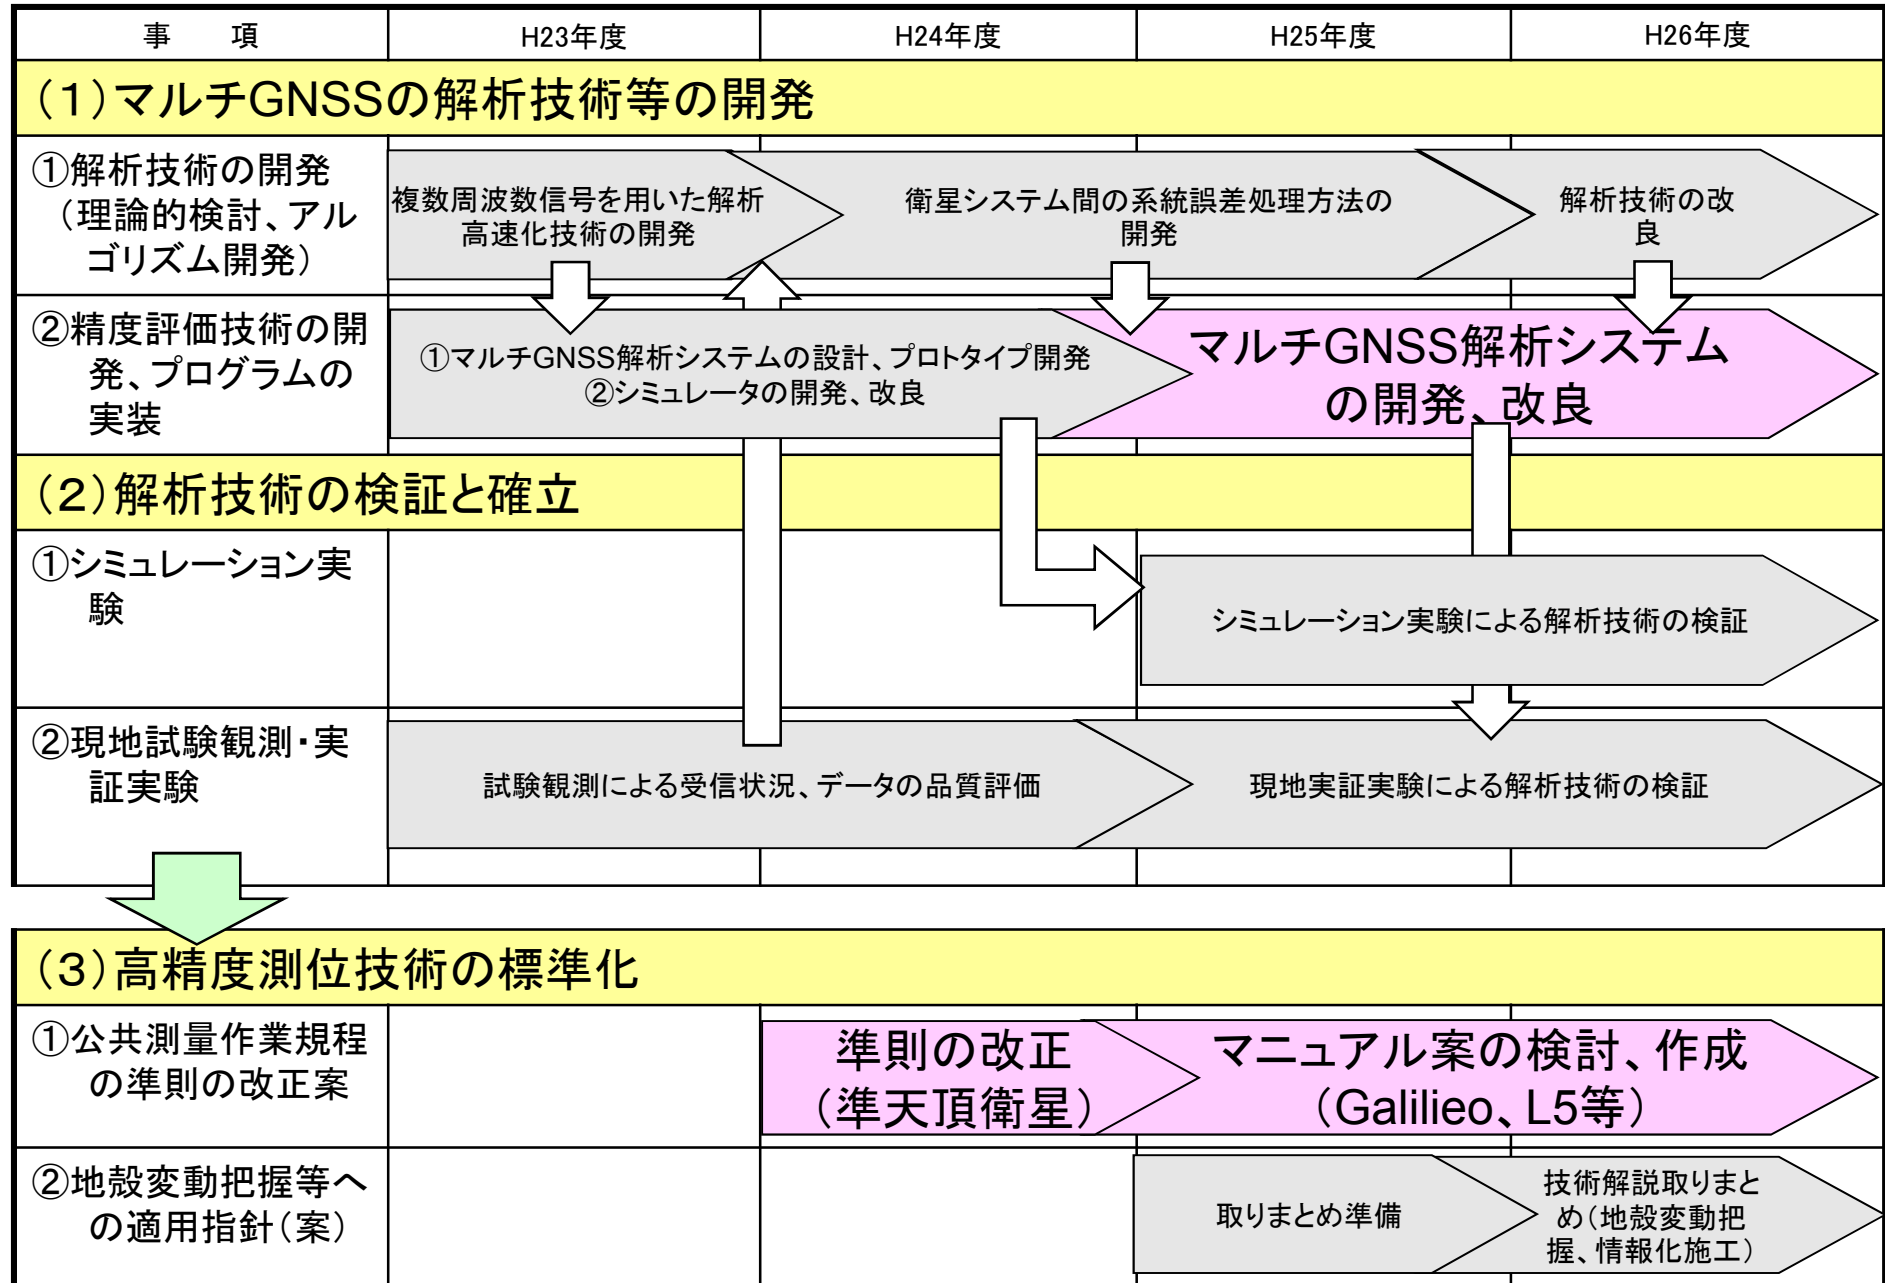 事　項
H23年度
H24年度
H25年度
H26年度
（１）マルチGNSSの解析技術等の開発
①解析技術の開発
（理論的検討、アル
ゴリズム開発）
複数周波数信号を用いた解析
高速化技術の開発
衛星システム間の系統誤差処理方法の
開発
解析技術の改
良
②精度評価技術の開
発、プログラムの
実装
①マルチGNSS解析システムの設計、プロトタイプ開発
②シミュレータの開発、改良
マルチGNSS解析システム
の開発、改良
（２）解析技術の検証と確立
①シミュレーション実
験
シミュレーション実験による解析技術の検証
②現地試験観測・実
証実験
試験観測による受信状況、データの品質評価
現地実証実験による解析技術の検証
（３）高精度測位技術の標準化
①公共測量作業規程
の準則の改正案
準則の改正
（準天頂衛星）
マニュアル案の検討、作成
（Galilieo、L5等）
②地殻変動把握等へ
の適用指針（案）
取りまとめ準備
技術解説取りまと
め（地殻変動把
握、情報化施工）